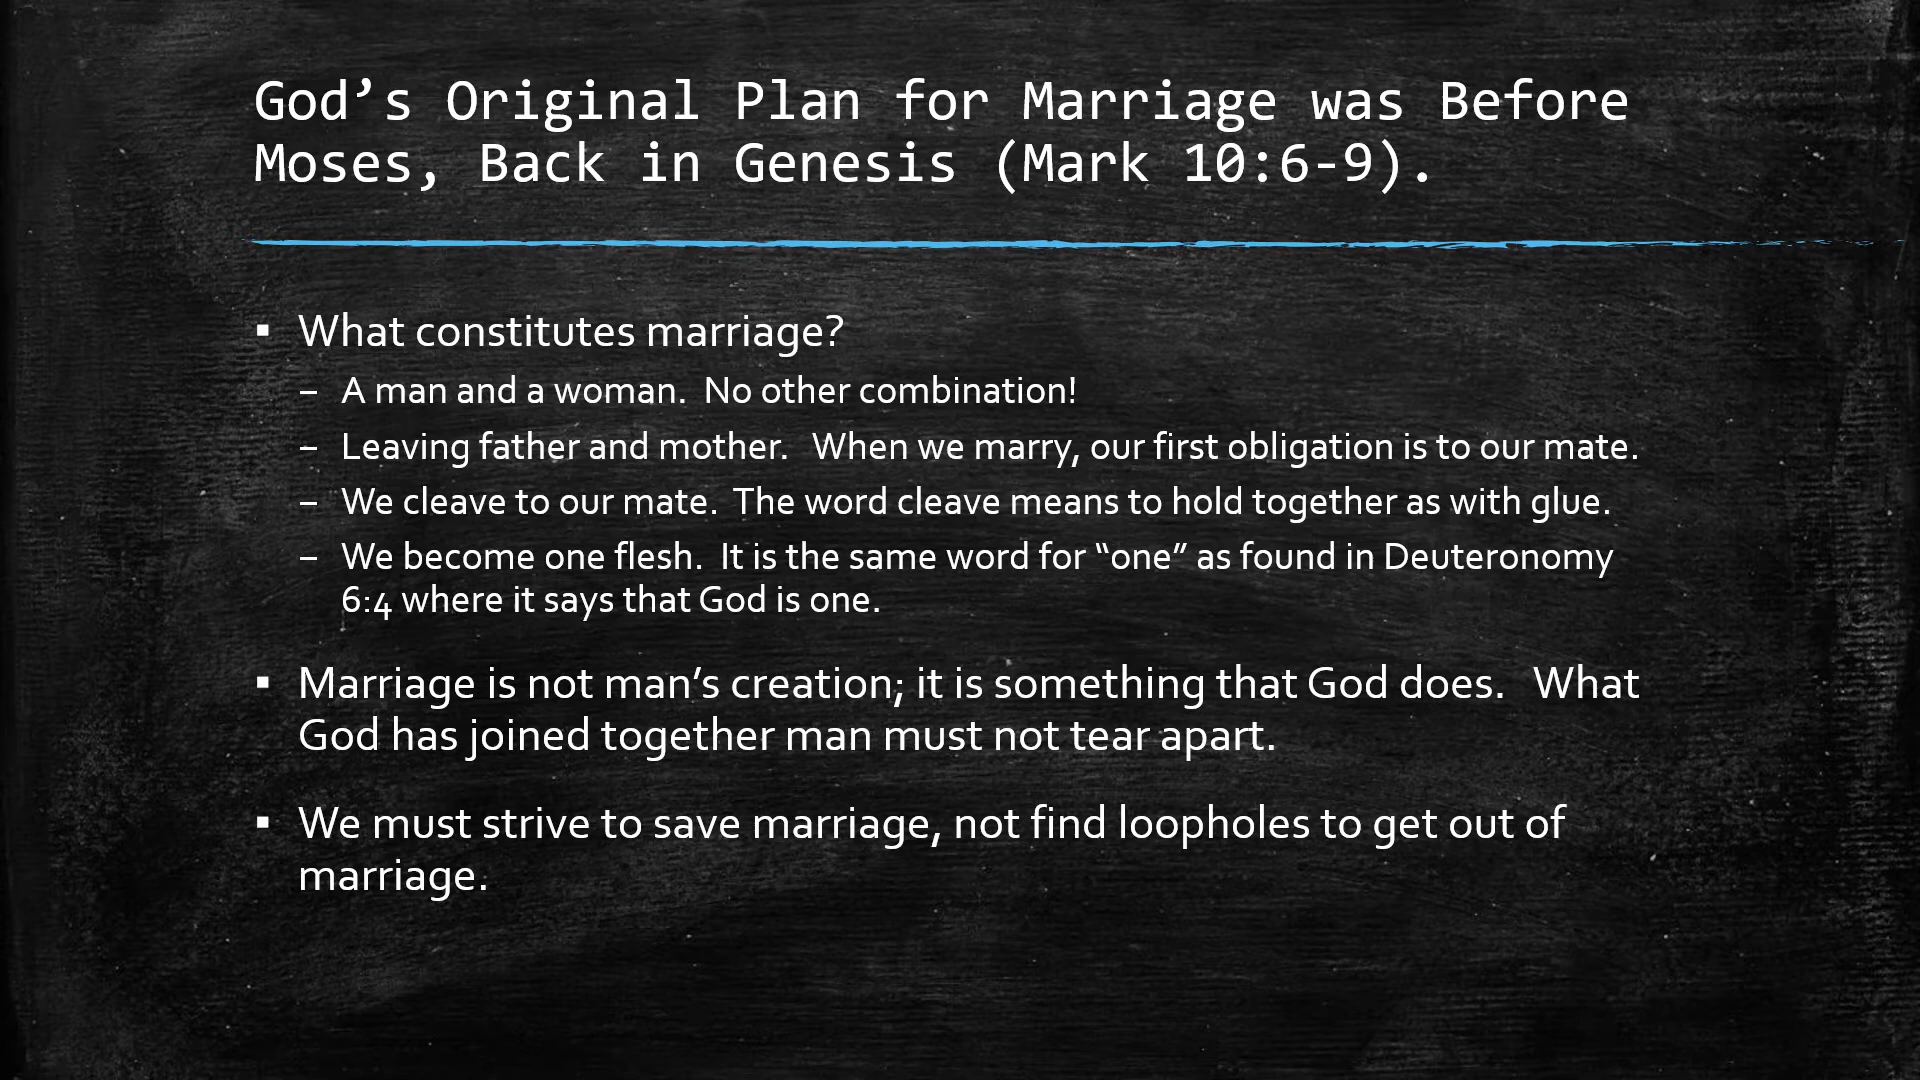 God’s Original Plan for Marriage was Before
Moses, Back in Genesis (Mark 10:6-9).
▪ What constitutes marriage?
– A man and a woman.  No other combination!
– Leaving father and mother.   When we marry, our first obligation is to our mate.
– We cleave to our mate.  The word cleave means to hold together as with glue.
– We become one flesh.  It is the same word for “one” as found in Deuteronomy
6:4 where it says that God is one.
▪ Marriage is not man’s creation; it is something that God does.   What
God has joined together man must not tear apart.
▪ We must strive to save marriage, not find loopholes to get out of
marriage.